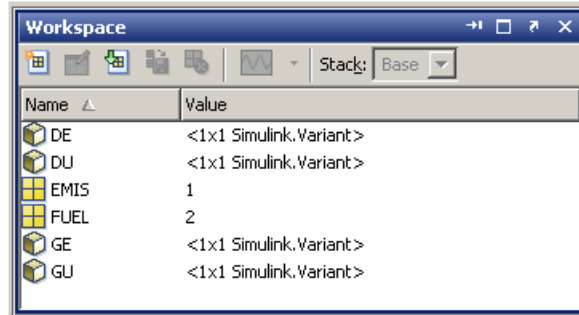 Workspace
Stack: Base
Name Value
DE <1x1 Simulink.Variant>
DU <1x1 Simulink.Variant>
EMIS 1
FUEL 2
GE <1x1 Simulink.Variant>
GU <1x1 Simulink.Variant>